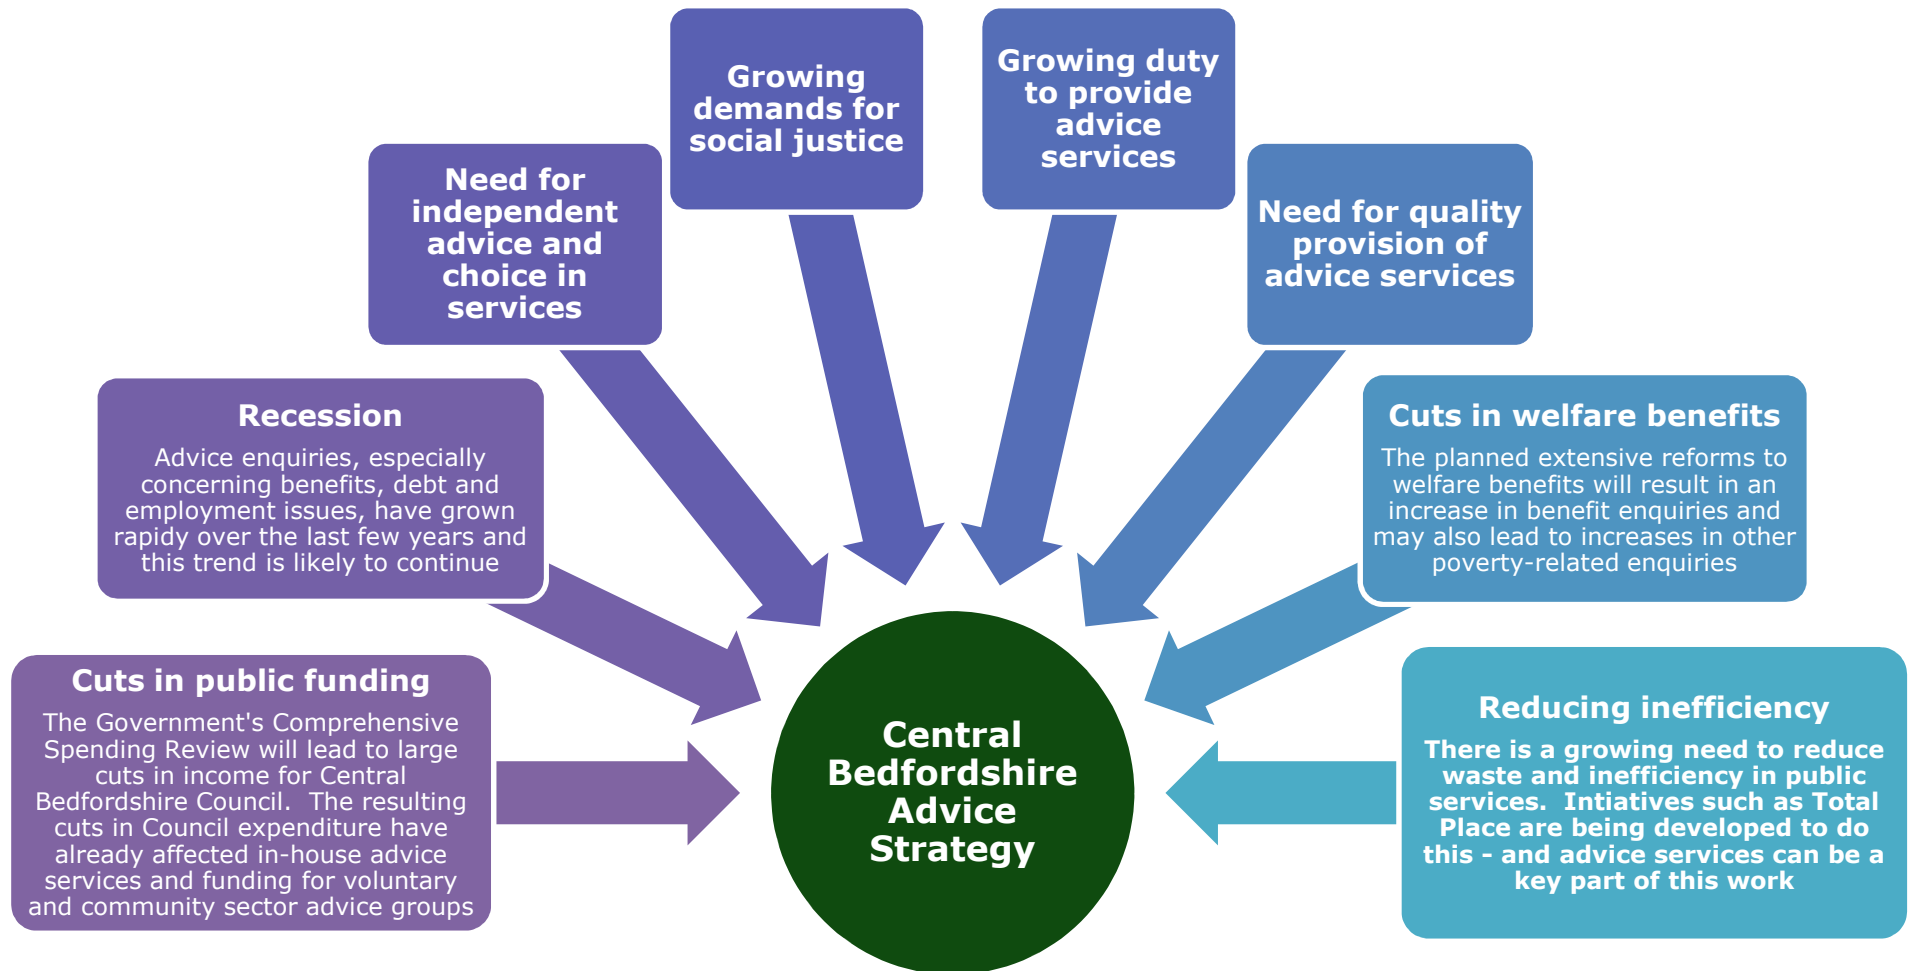 Growing
demands for
social justice
Growing duty
to provide
advice
services
Need for
independent
advice and
choice in
services
Need for quality
provision of
advice services
Recession
Advice enquiries, especially
concerning benefits, debt and
employment issues, have grown
rapidy over the last few years and
this trend is likely to continue
Cuts in welfare benefits
The planned extensive reforms to
welfare benefits will result in an
increase in benefit enquiries and
may also lead to increases in other
poverty-related enquiries
Cuts in public funding
The Government's Comprehensive
Spending Review will lead to large
cuts in income for Central
Bedfordshire Council.  The resulting
cuts in Council expenditure have
already affected in-house advice
services and funding for voluntary
and community sector advice groups
Central
Bedfordshire
Advice
Strategy
Reducing inefficiency
There is a growing need to reduce
waste and inefficiency in public
services.  Intiatives such as Total
Place are being developed to do
this – and advice services can be a
key part of this work